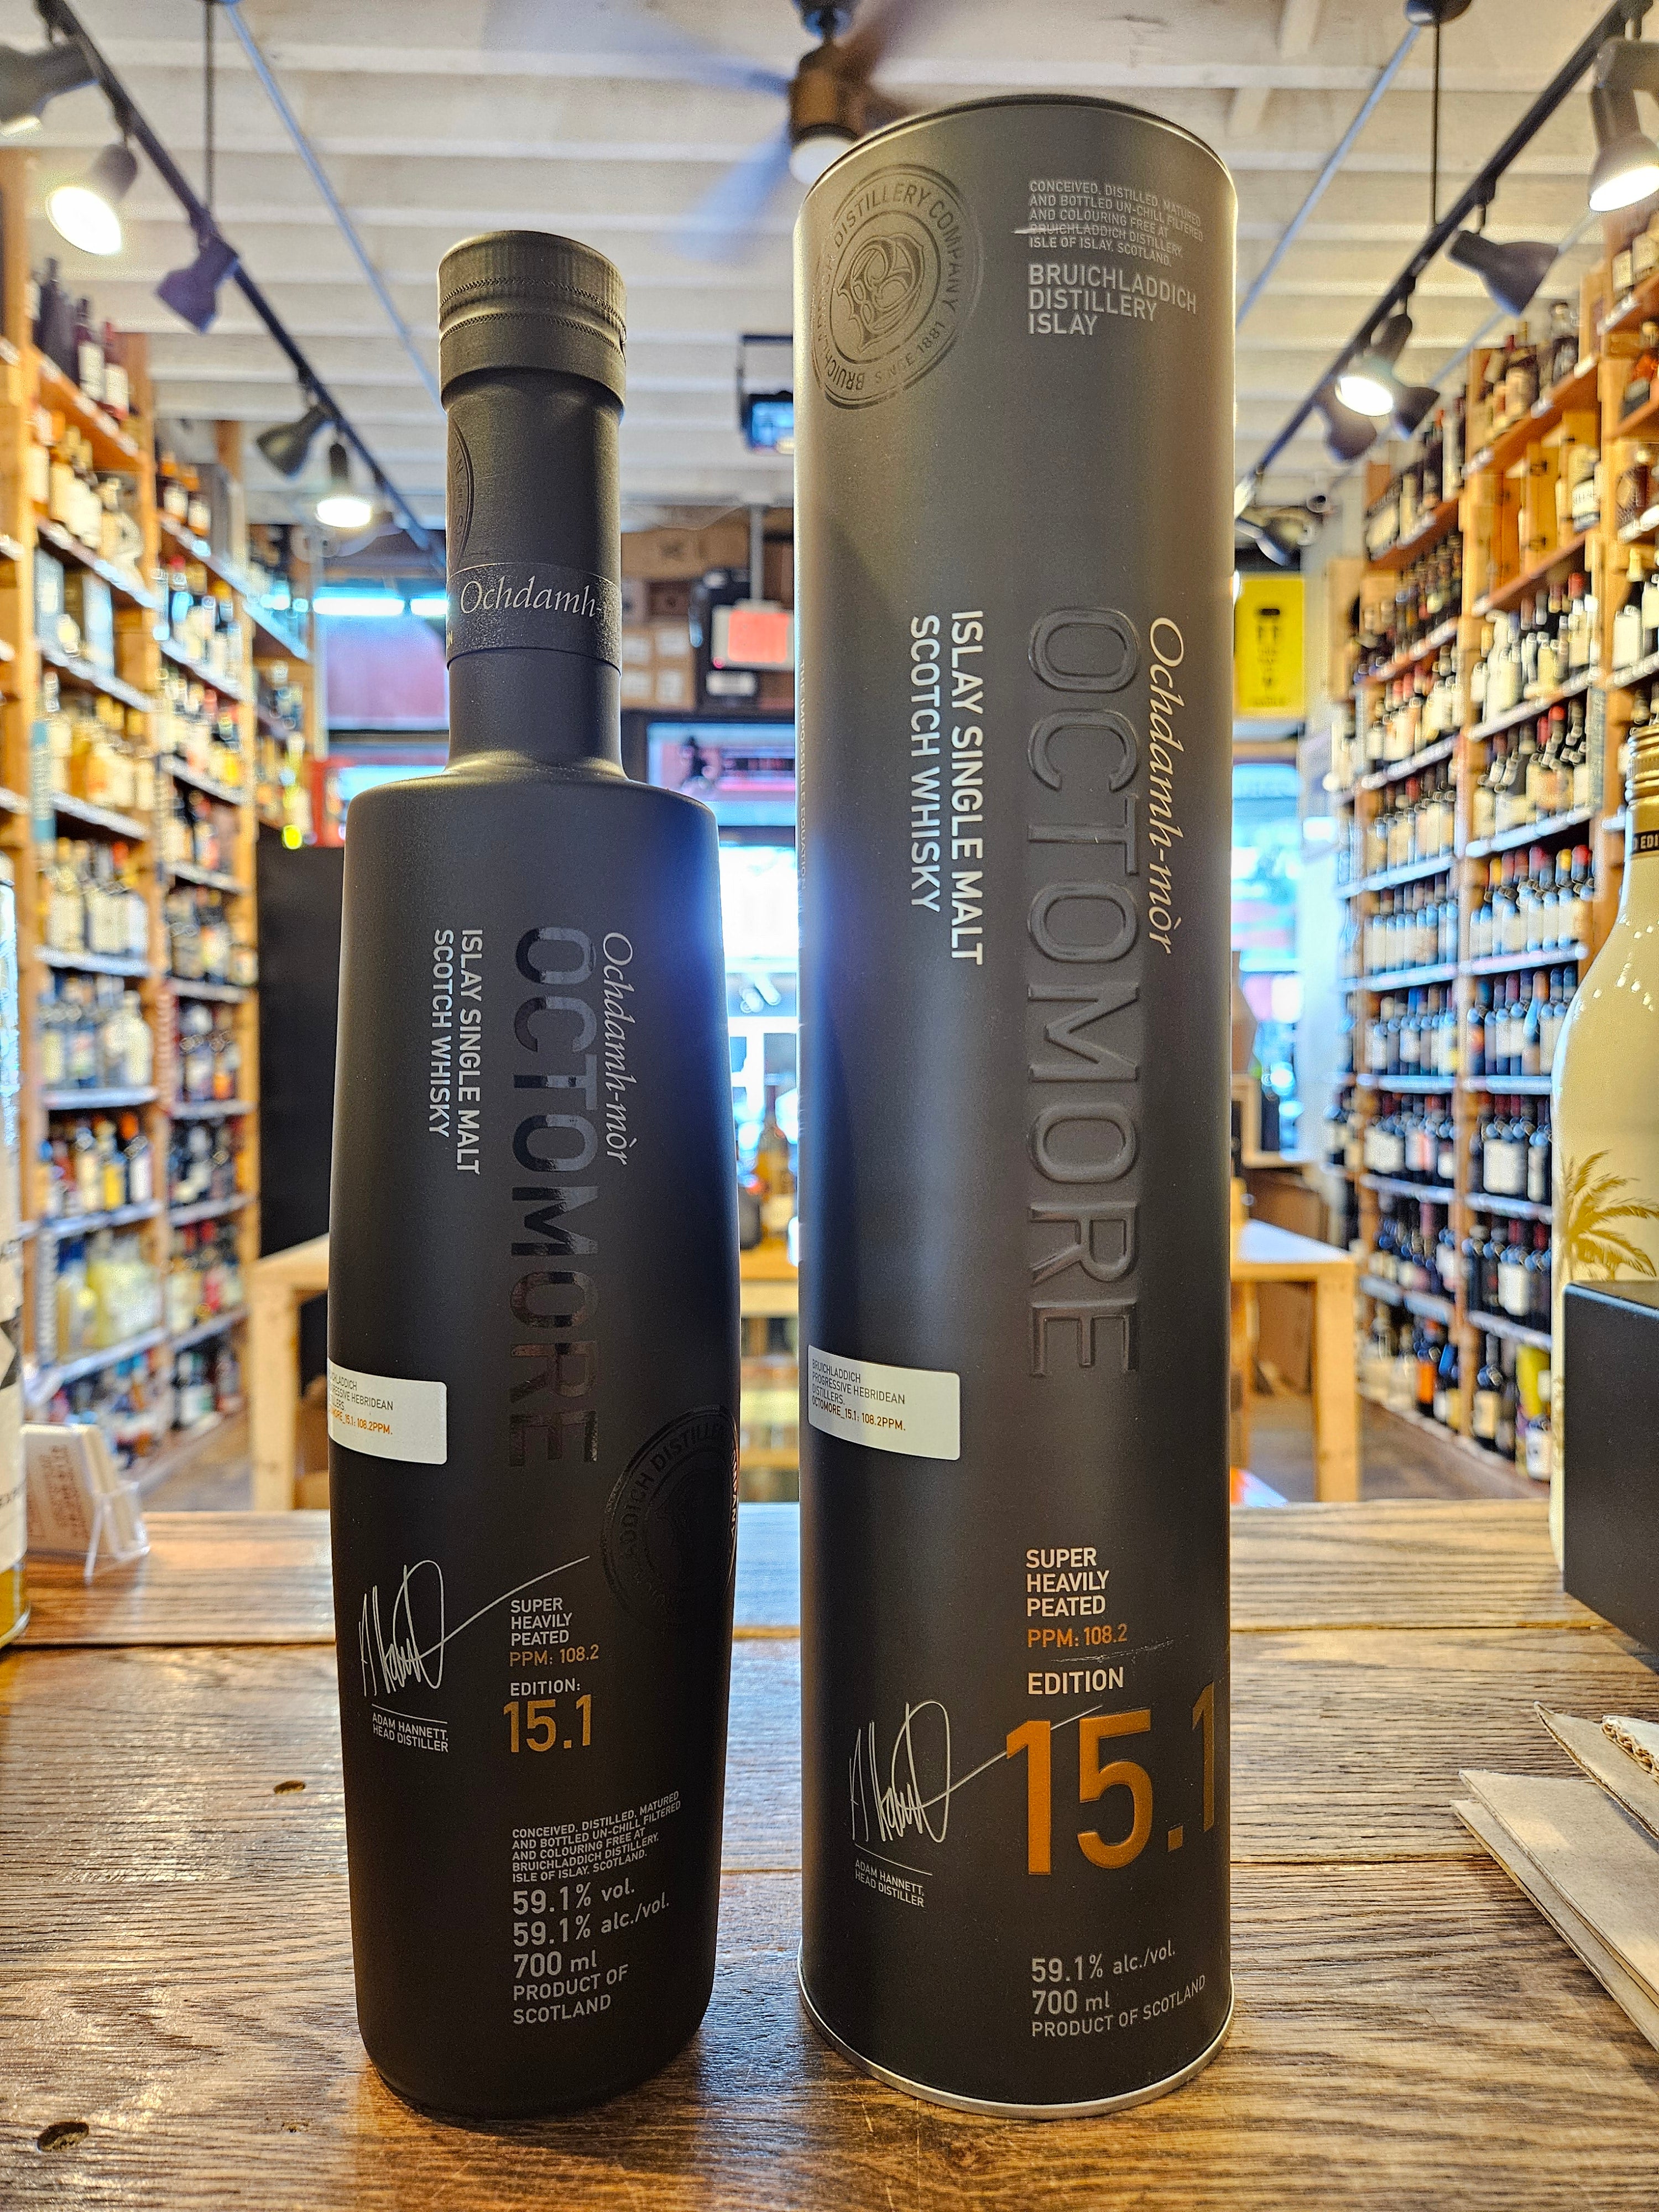 Ochdamh-
Ochdamh-mòr
OCTOMORE
ISLAY SINGLE MALT
SCOTCH WHISKY
HEBRIDEAN
108.2PPM.
SUPER
HEAVILY
PEATED
PPM: 108.2
EDITION:
15.1
ADAM HANNETT,
HEAD DISTILLER
CONCEIVED, DISTILLED, MATURED
AND BOTTLED UN-CHILL FILTERED
AND COLOURING FREE AT
BRUICHLADDICH DISTILLERY,
ISLE OF ISLAY, SCOTLAND.
59.1% vol.
59.1% alc./vol.
700 ml
PRODUCT OF
SCOTLAND
DISTILLERY COMPANY
SINCE 1881
CONCEIVED, DISTILLED, MATURED
AND BOTTLED UN-CHILL FILTERED
AND COLOURING FREE AT
BRUICHLADDICH DISTILLERY,
ISLE OF ISLAY, SCOTLAND.
BRUICHLADDICH
DISTILLERY
ISLAY
Ochdamh-mòr
OCTOMORE
ISLAY SINGLE MALT
SCOTCH WHISKY
BRUICHLADDICH
PROGRESSIVE HEBRIDEAN
DISTILLERS.
OCTOMORE_15.1: 108.2PPM.
SUPER
HEAVILY
PEATED
PPM: 108.2
EDITION
15.1
ADAM HANNETT,
HEAD DISTILLER
59.1% alc./vol.
700 ml
PRODUCT OF SCOTLAND